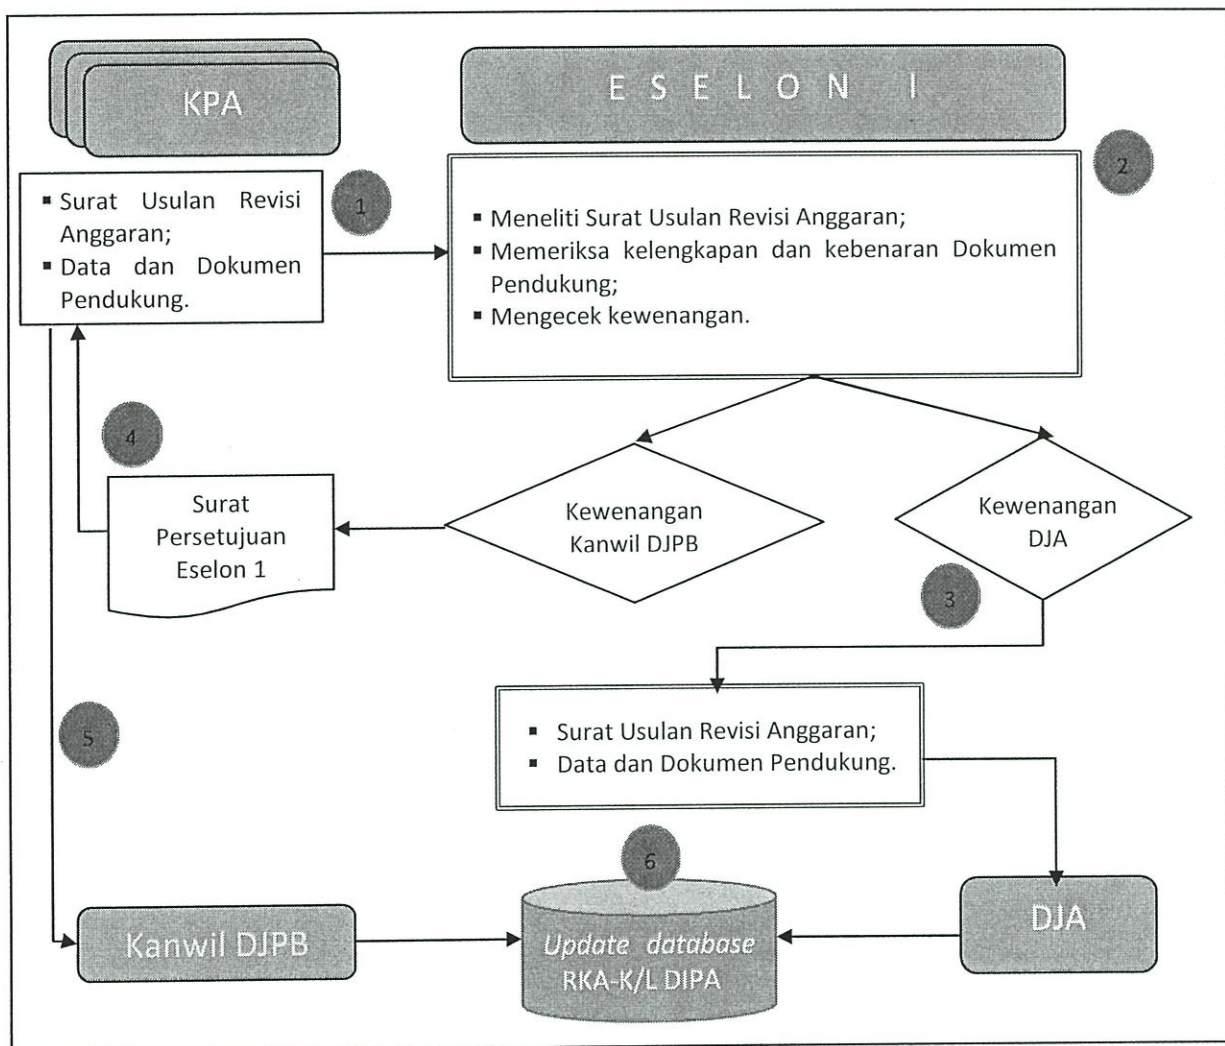 KPA
E S E L O N I
1
2
▪ Surat Usulan Revisi
Anggaran;
▪ Data dan Dokumen
Pendukung.
▪ Meneliti Surat Usulan Revisi Anggaran;
▪ Memeriksa kelengkapan dan kebenaran Dokumen
Pendukung;
▪ Mengecek kewenangan.
4
Surat
Persetujuan
Eselon 1
Kewenangan
Kanwil DJPB
Kewenangan
DJA
3
5
▪ Surat Usulan Revisi Anggaran;
▪ Data dan Dokumen Pendukung.
6
Kanwil DJPB
Update database
RKA-K/L DIPA
DJA